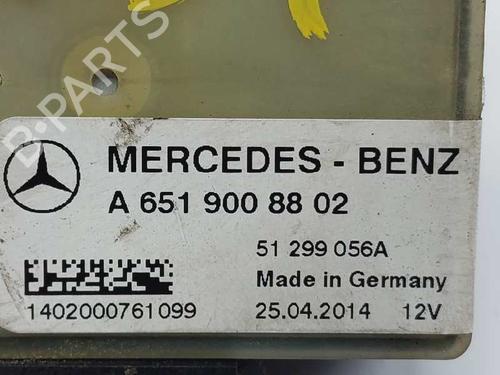 B-PARTS
MERCEDES - BENZ
A 651 900 88 02
51 299 056A
Made in Germany
1402000761099
25.04.2014 12V